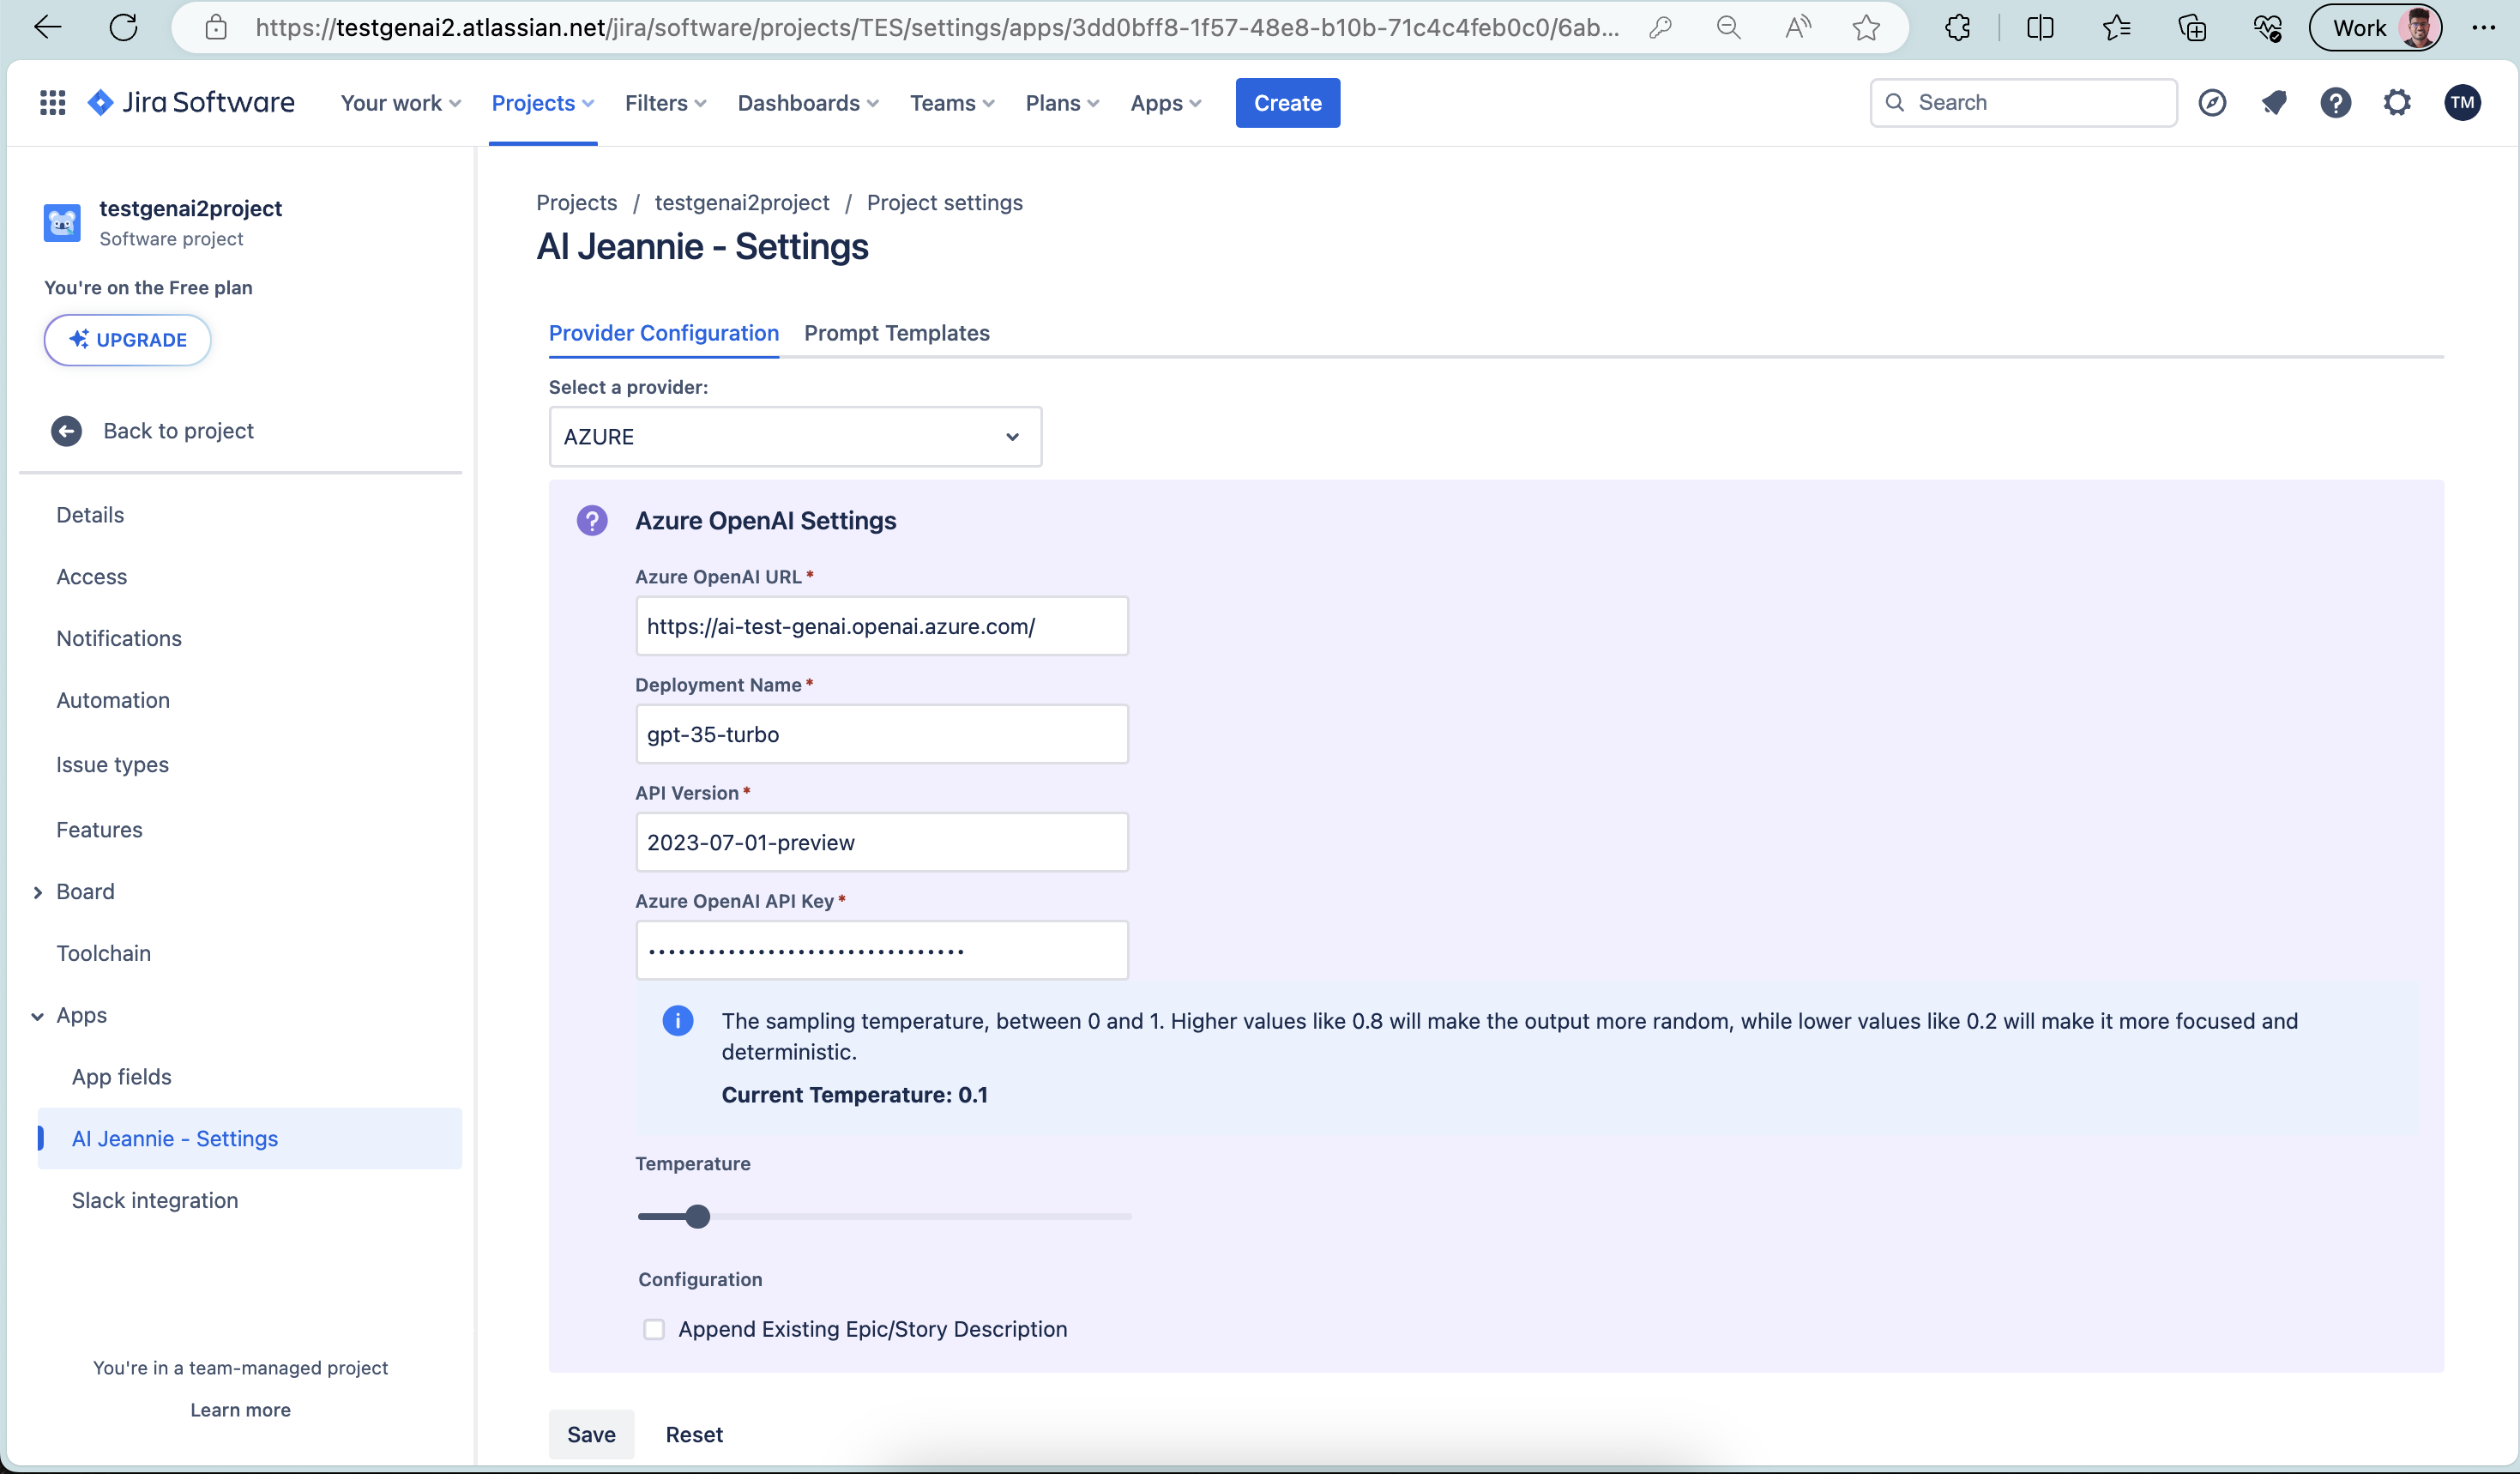 https://testgenai2.atlassian.net/jira/software/projects/TES/settings/apps/3dd0bff8-1f57-48e8-b10b-71c4c4feb0c0/6ab...
Work
Jira Software
Your work
Projects
Filters
Dashboards
Teams
Plans
Apps
Create
Search
TM
testgenai2project
Software project
You're on the Free plan
UPGRADE
Back to project
Details
Access
Notifications
Automation
Issue types
Features
Board
Toolchain
Apps
App fields
AI Jeannie - Settings
Slack integration
You're in a team-managed project
Learn more
Projects / testgenai2project / Project settings
AI Jeannie - Settings
Provider Configuration
Prompt Templates
Select a provider:
AZURE
Azure OpenAI Settings
Azure OpenAI URL*
https://ai-test-genai.openai.azure.com/
Deployment Name*
gpt-35-turbo
API Version*
2023-07-01-preview
Azure OpenAI API Key*
••••••••••••••••••••••••••••••••
The sampling temperature, between 0 and 1. Higher values like 0.8 will make the output more random, while lower values like 0.2 will make it more focused and
deterministic.
Current Temperature: 0.1
Temperature
Configuration
Append Existing Epic/Story Description
Save
Reset